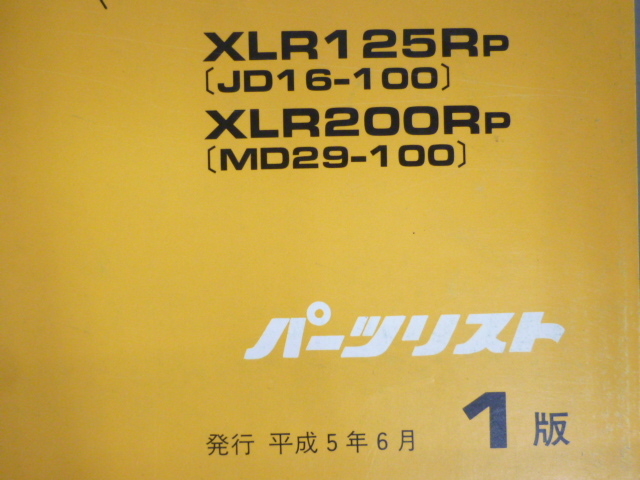 XLR125RP
〔JD16-100〕
XLR200RP
〔MD29-100〕
パーツリスト
発行 平成5年6月 1版